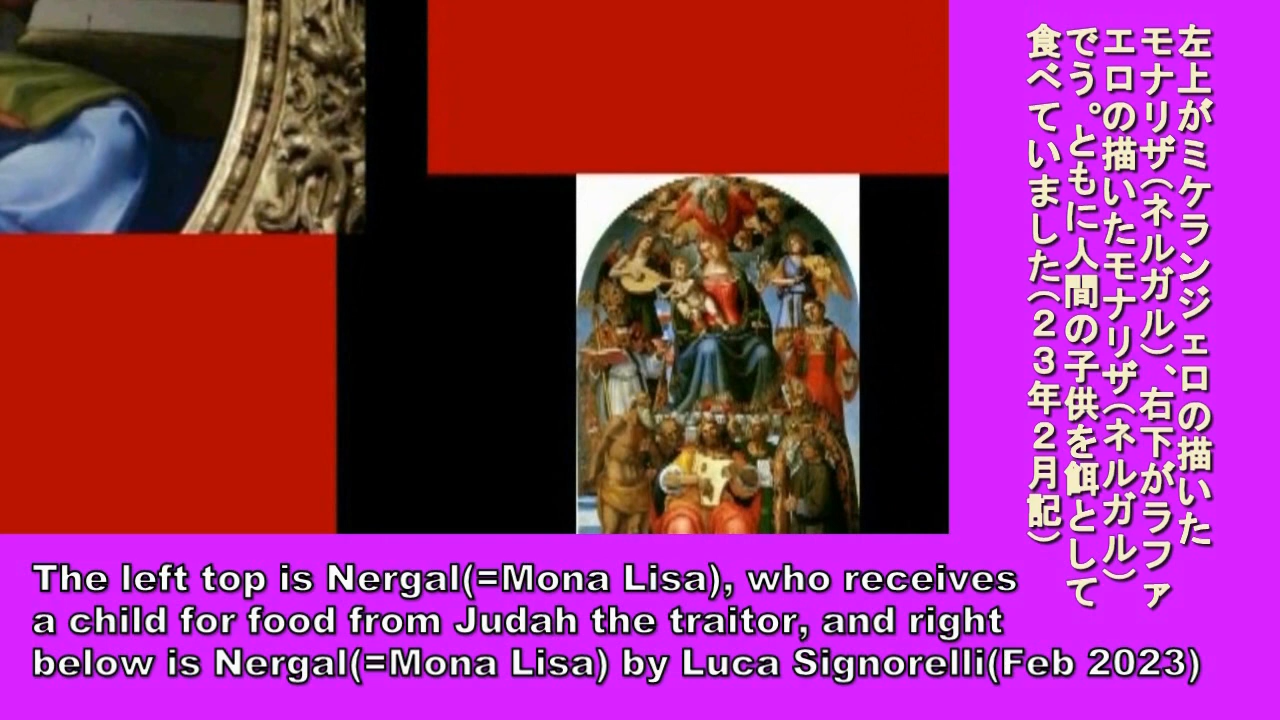 左上がミケランジェロの描いた
モナリザ（ネルガル）、右下がラファ
エロの描いたモナリザ（ネルガル）
でう。ともに人間の子供を餌として
食べていました（２３年２月記）
The left top is Nergal(=Mona Lisa), who receives
a child for food from Judah the traitor, and right
below is Nergal(=Mona Lisa) by Luca Signorelli(Feb 2023)